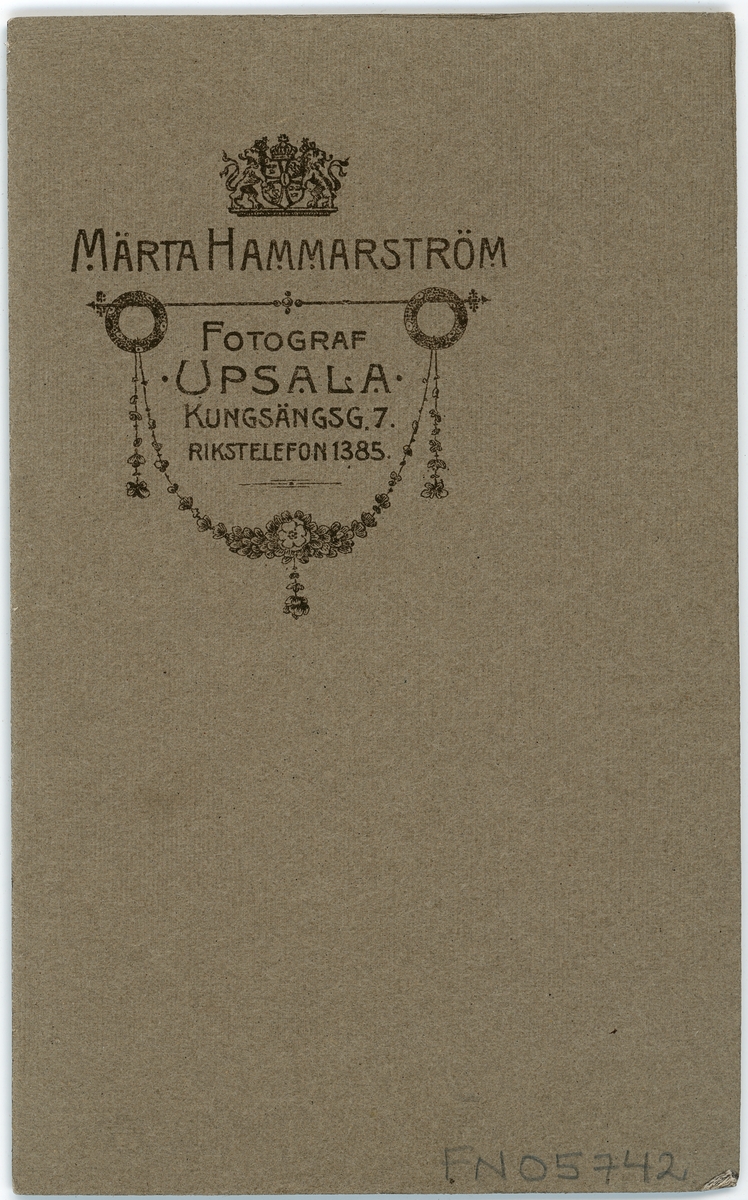 MÄRTA HAMMARSTRÖM
FOTOGRAF
·UPSALA·
KUNGSÄNGSG. 7.
RIKSTELEFON 1385.
FN05742